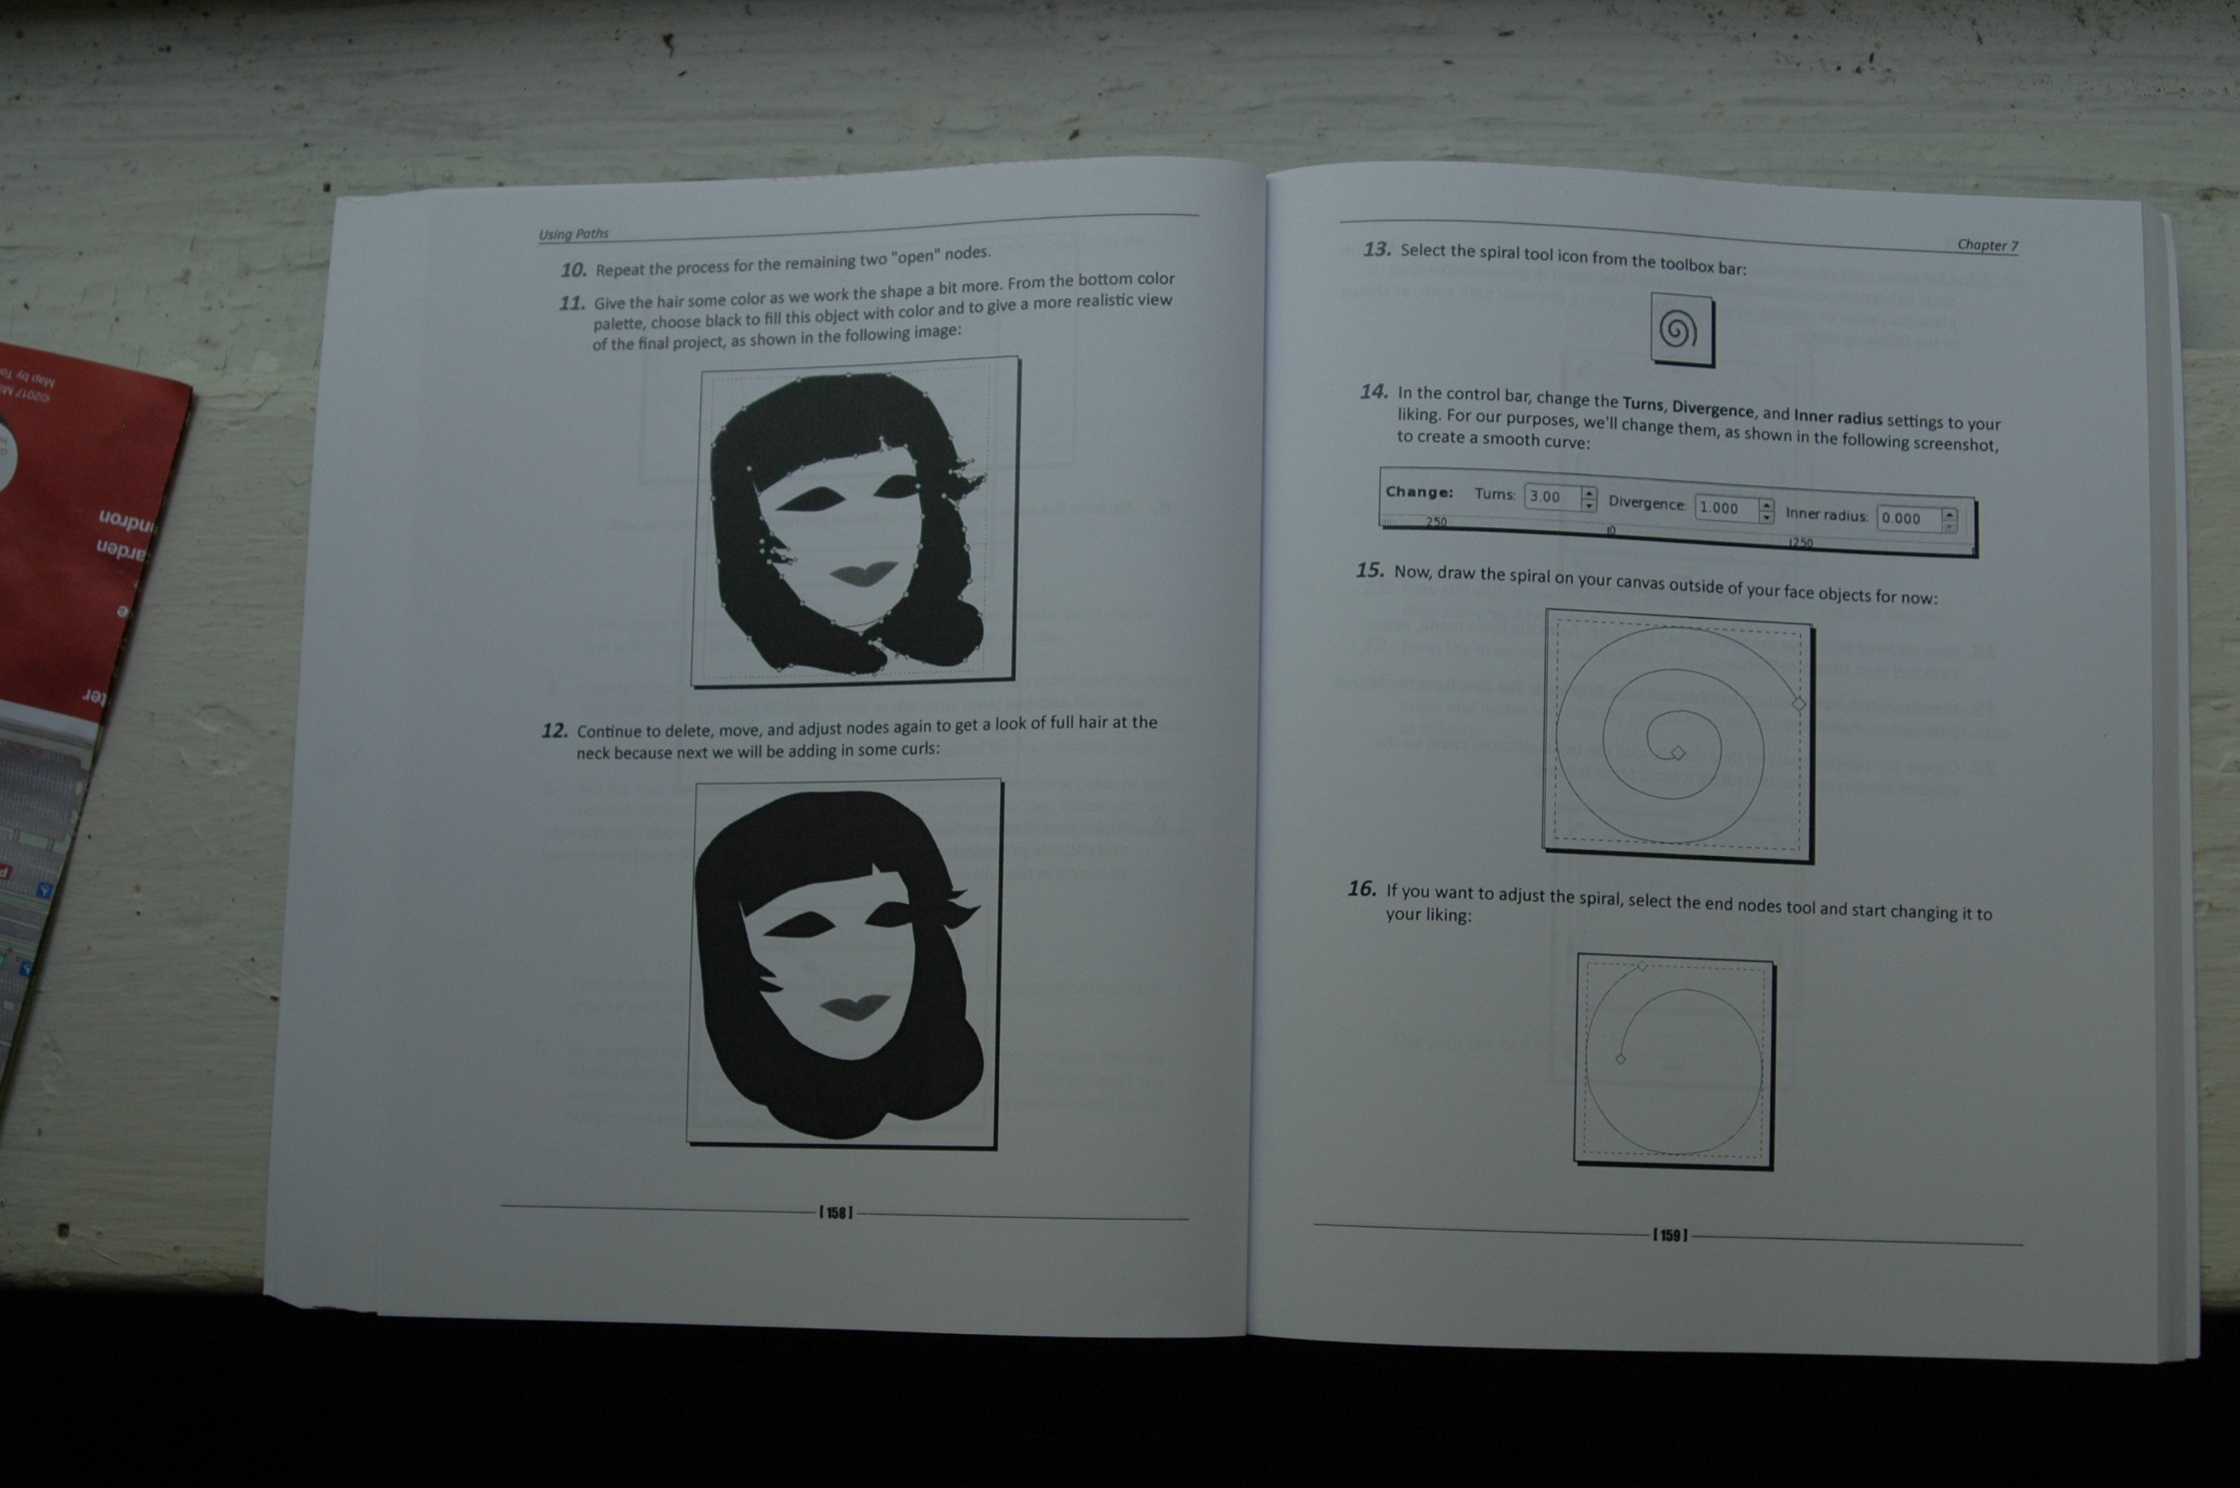 Using Paths
10. Repeat the process for the remaining two "open" nodes.
11. Give the hair some color as we work the shape a bit more. From the bottom color
palette, choose black to fill this object with color and to give a more realistic view
of the final project, as shown in the following image:
12. Continue to delete, move, and adjust nodes again to get a look of full hair at the
neck because next we will be adding in some curls:
[ 158 ]
Chapter 7
13. Select the spiral tool icon from the toolbox bar:
14. In the control bar, change the Turns, Divergence, and Inner radius settings to your
liking. For our purposes, we'll change them, as shown in the following screenshot,
to create a smooth curve:
Change: Turns: 3.00 Divergence: 1.000 Inner radius: 0.000
250 0 1250
15. Now, draw the spiral on your canvas outside of your face objects for now:
16. If you want to adjust the spiral, select the end nodes tool and start changing it to
your liking:
[ 159 ]
ter
e
arden
ndron
©2017
Map by